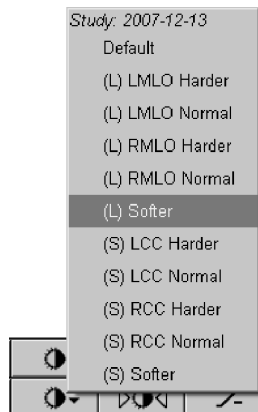 Study: 2007-12-13
Default
(L) LMLO Harder
(L) LMLO Normal
(L) RMLO Harder
(L) RMLO Normal
(L) Softer
(S) LCC Harder
(S) LCC Normal
(S) RCC Harder
(S) RCC Normal
(S) Softer